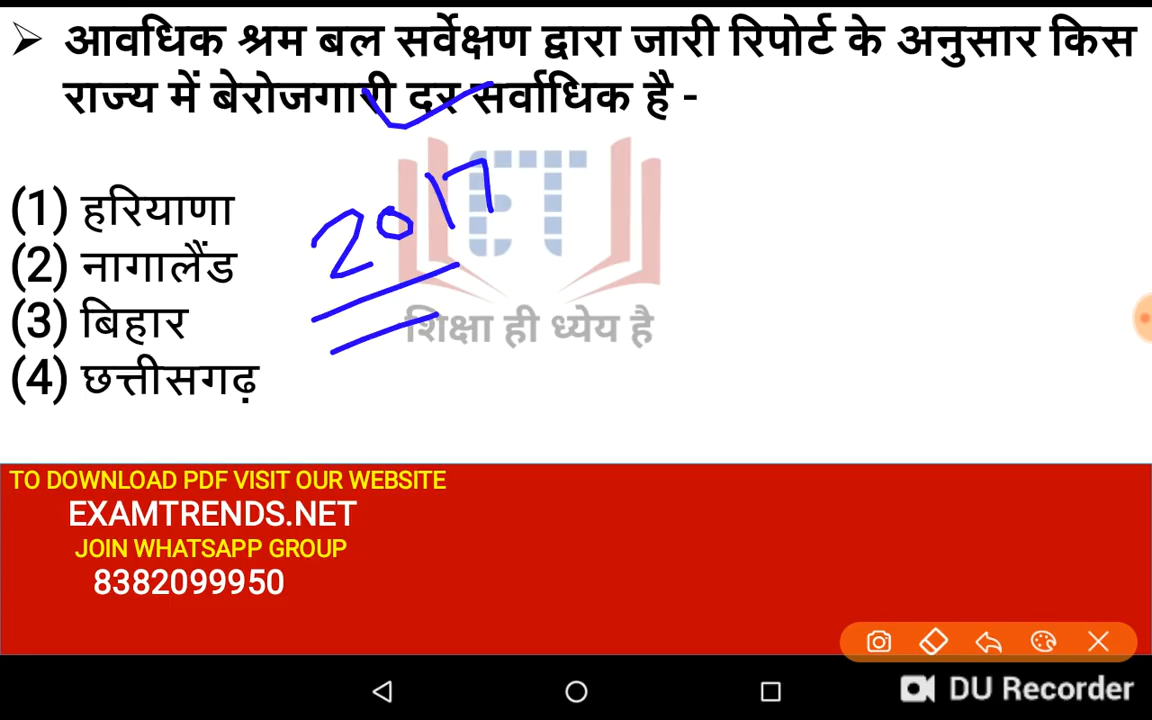 ➤ आवधिक श्रम बल सर्वेक्षण द्वारा जारी रिपोर्ट के अनुसार किस
राज्य में बेरोजगारी दर सर्वाधिक है -
(1) हरियाणा
(2) नागालैंड
(3) बिहार
(4) छत्तीसगढ़
2017
ET
शिक्षा ही ध्येय है
TO DOWNLOAD PDF VISIT OUR WEBSITE
EXAMTRENDS.NET
JOIN WHATSAPP GROUP
8382099950
DU Recorder